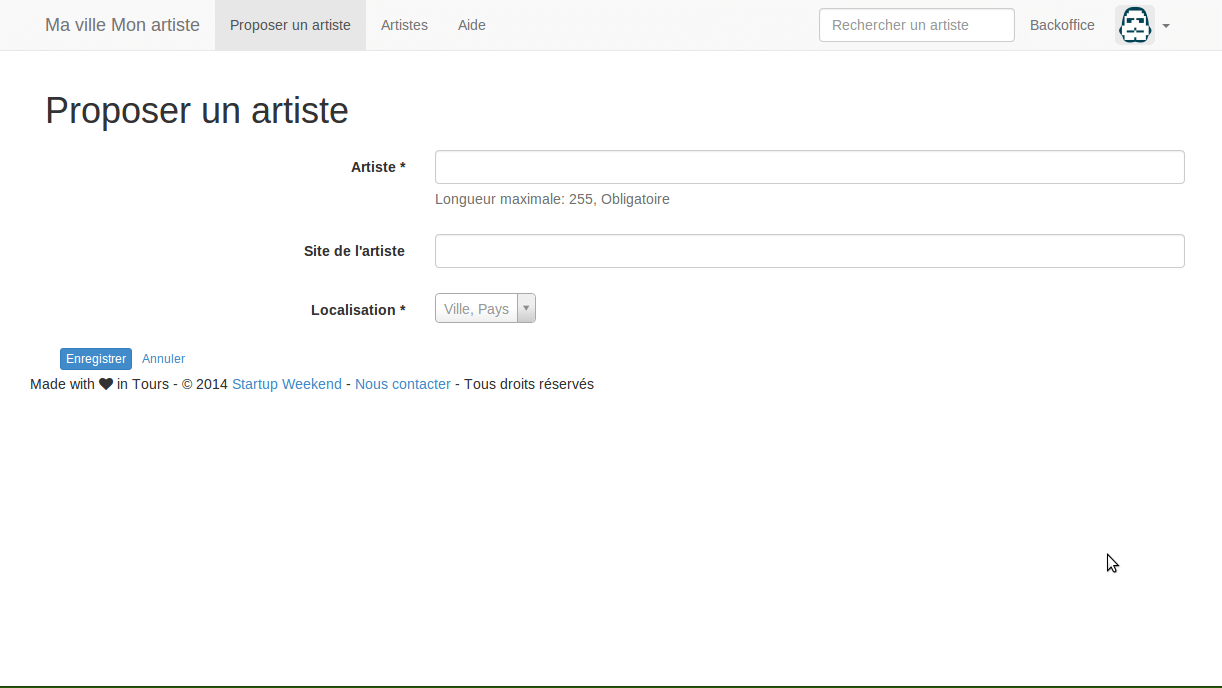 Ma ville Mon artiste Proposer un artiste Artistes Aide Rechercher un artiste Backoffice
Proposer un artiste
Artiste *
Longueur maximale: 255, Obligatoire
Site de l'artiste
Localisation * Ville, Pays
Enregistrer Annuler
Made with ♥ in Tours - © 2014 Startup Weekend - Nous contacter - Tous droits réservés